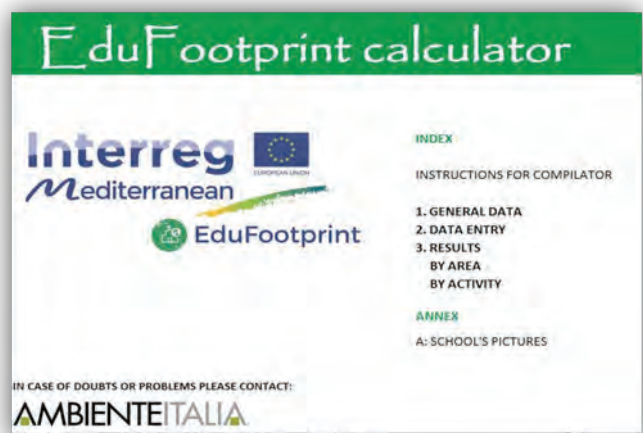 EduFootprint calculator
Interreg
EUROPEAN UNION
Mediterranean
EduFootprint
INDEX
INSTRUCTIONS FOR COMPILATOR
1. GENERAL DATA
2. DATA ENTRY
3. RESULTS
BY AREA
BY ACTIVITY
ANNEX
A: SCHOOL'S PICTURES
IN CASE OF DOUBTS OR PROBLEMS PLEASE CONTACT:
AMBIENTEITALIA